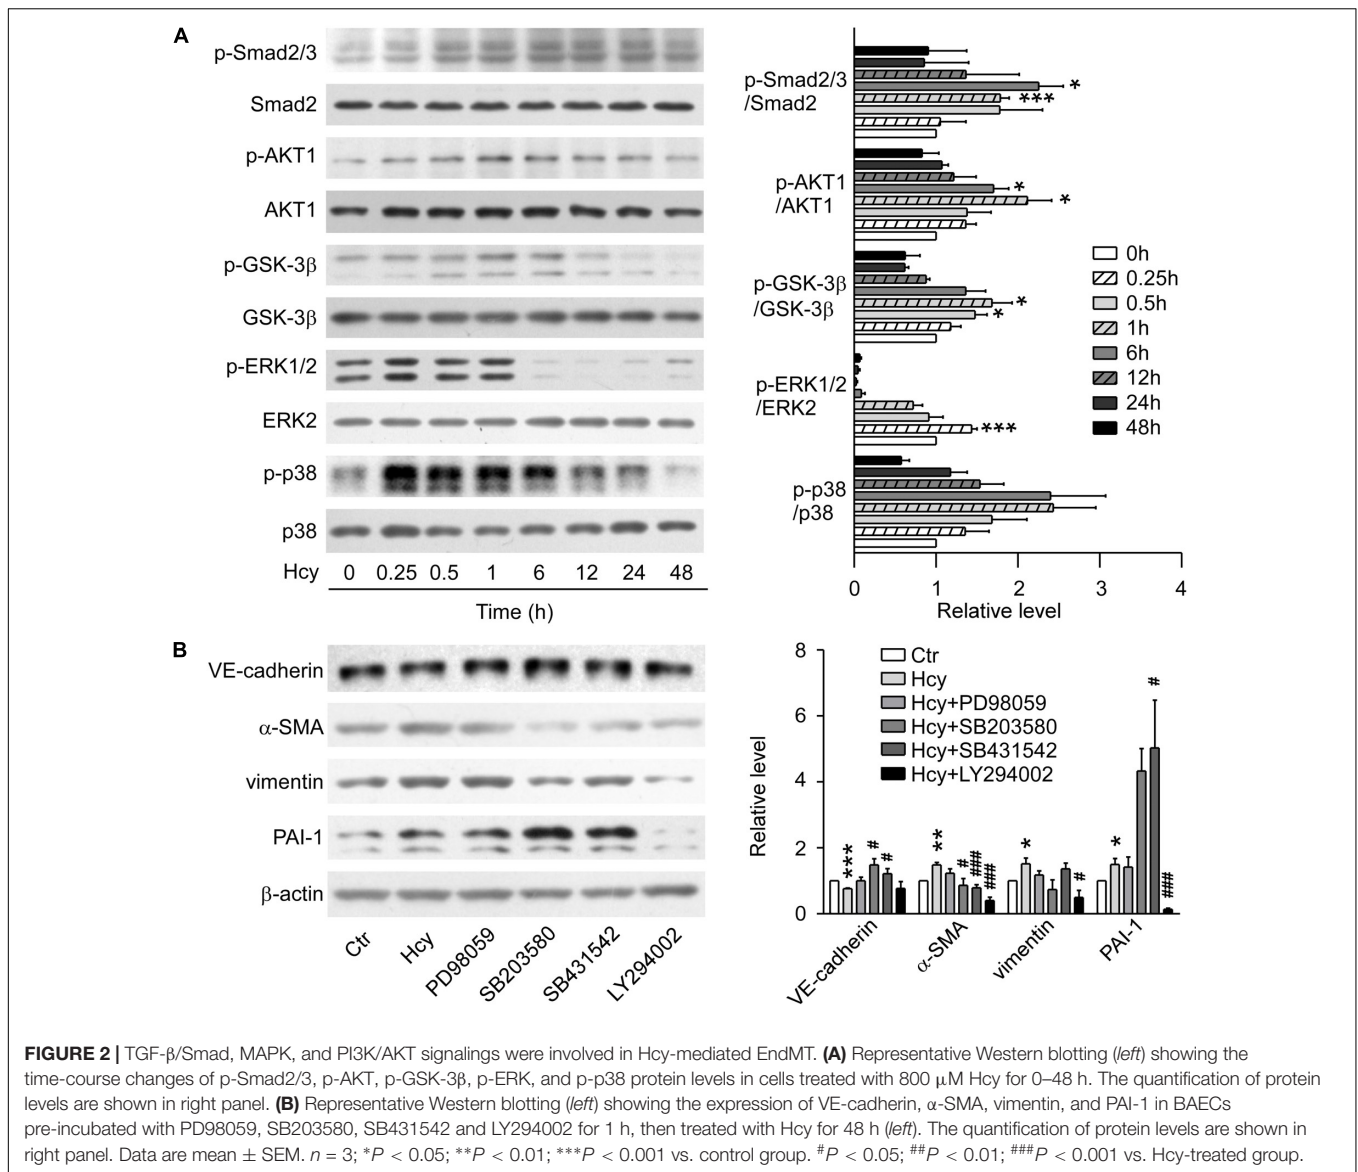 A
p-Smad2/3
Smad2
p-AKT1
AKT1
p-GSK-3β
GSK-3β
p-ERK1/2
ERK2
p-p38
p38
Hcy 0 0.25 0.5 1 6 12 24 48
Time (h)
p-Smad2/3
/Smad2
*
***
p-AKT1
/AKT1
*
*
p-GSK-3β
/GSK-3β
*
*
p-ERK1/2
/ERK2
***
p-p38
/p38
0 1 2 3 4
Relative level
0h
0.25h
0.5h
1h
6h
12h
24h
48h
B
VE-cadherin
α-SMA
vimentin
PAI-1
β-actin
Ctr
Hcy
PD98059
SB203580
SB431542
LY294002
Relative level
8
6
4
2
0
Ctr
Hcy
Hcy+PD98059
Hcy+SB203580
Hcy+SB431542
Hcy+LY294002
*** # #
** # ### ###
* #
* # ###
VE-cadherin
α-SMA
vimentin
PAI-1
FIGURE 2 | TGF-β/Smad, MAPK, and PI3K/AKT signalings were involved in Hcy-mediated EndMT. (A) Representative Western blotting (left) showing the
time-course changes of p-Smad2/3, p-AKT, p-GSK-3β, p-ERK, and p-p38 protein levels in cells treated with 800 μM Hcy for 0–48 h. The quantification of protein
levels are shown in right panel. (B) Representative Western blotting (left) showing the expression of VE-cadherin, α-SMA, vimentin, and PAI-1 in BAECs
pre-incubated with PD98059, SB203580, SB431542 and LY294002 for 1 h, then treated with Hcy for 48 h (left). The quantification of protein levels are shown in
right panel. Data are mean ± SEM. n = 3; *P < 0.05; **P < 0.01; ***P < 0.001 vs. control group. #P < 0.05; ##P < 0.01; ###P < 0.001 vs. Hcy-treated group.